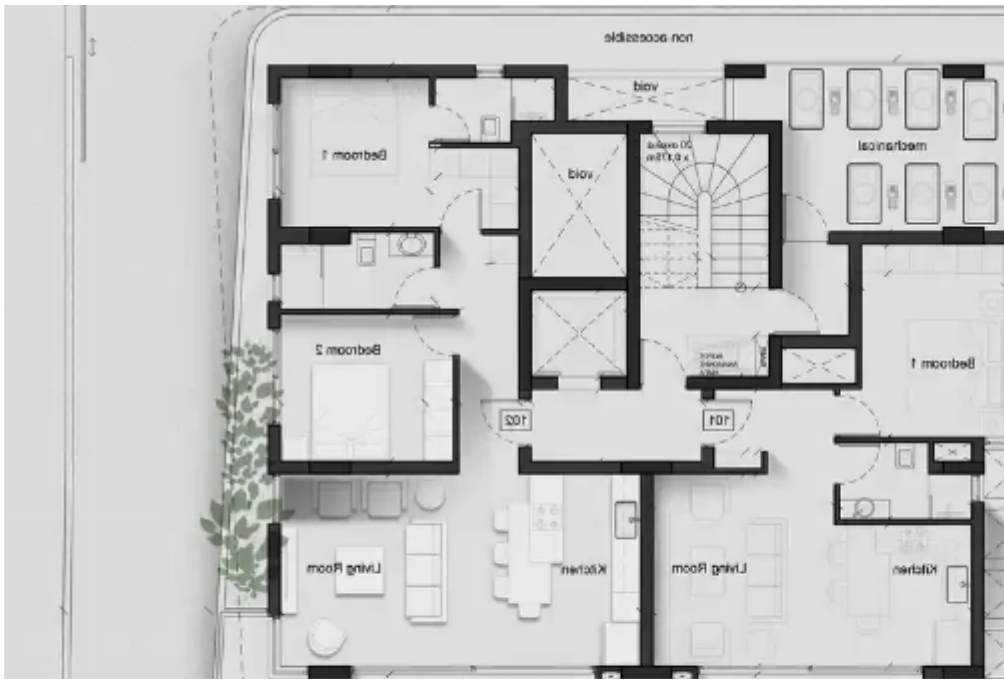 non accessible
void
mechanical
Bedroom 1
void
Bedroom 2
Bedroom 1
102
101
Living Room
Kitchen
Living Room
Kitchen